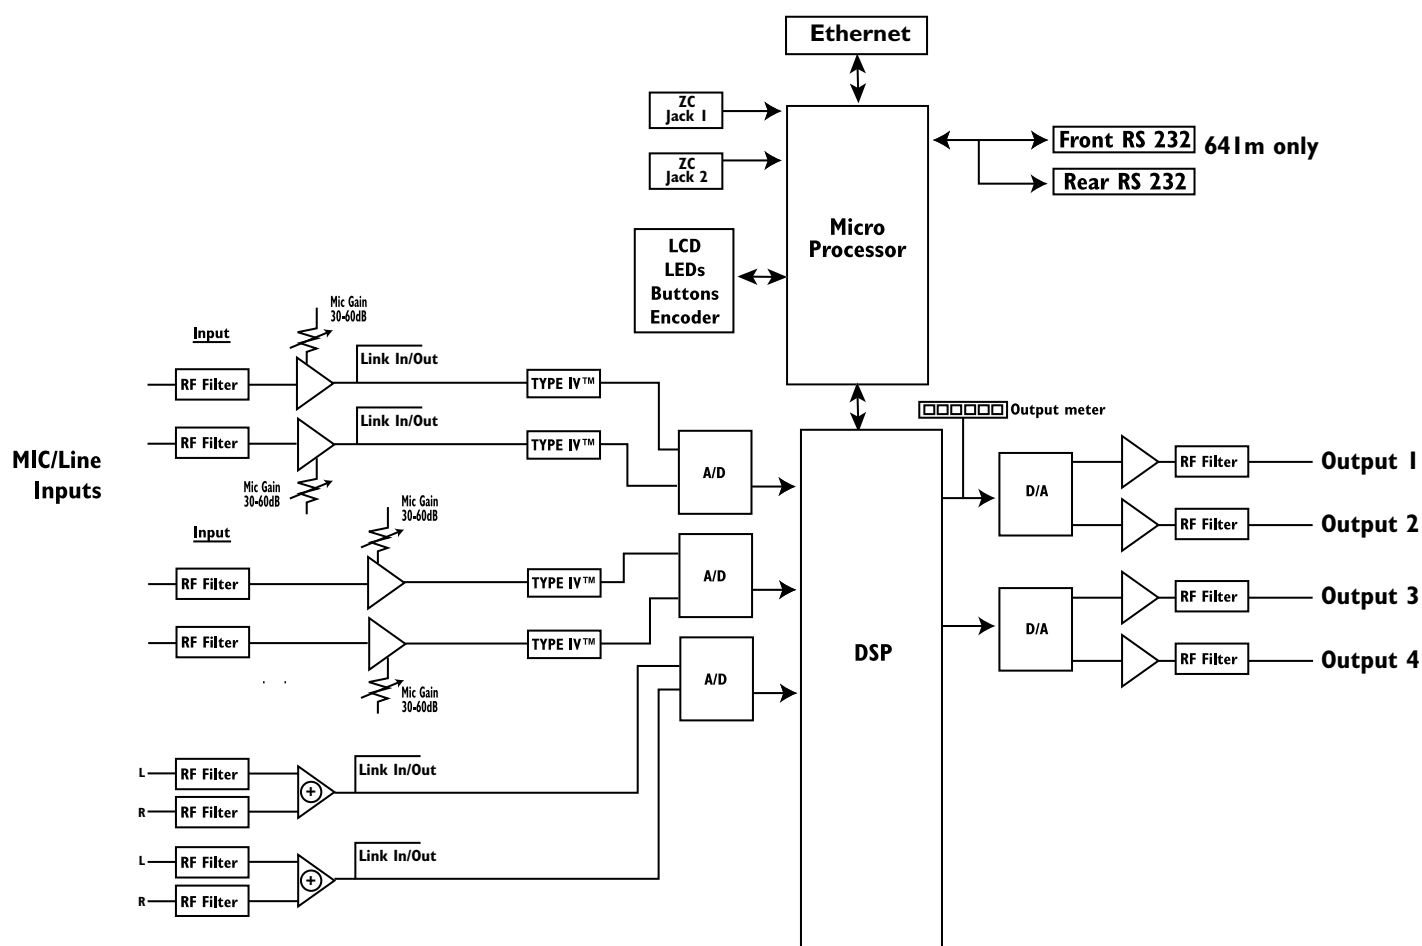 Ethernet
ZC
Jack 1
ZC
Jack 2
Front RS 232
641m only
Rear RS 232
Micro
Processor
LCD
LEDs
Buttons
Encoder
Mic Gain
30-60dB
Input
Link In/Out
RF Filter
TYPE IV™
Output meter
Link In/Out
RF Filter
TYPE IV™
MIC/Line
Inputs
A/D
RF Filter
Output 1
D/A
Mic Gain
30-60dB
Mic Gain
30-60dB
RF Filter
Output 2
Input
RF Filter
TYPE IV™
A/D
RF Filter
Output 3
D/A
RF Filter
TYPE IV™
DSP
RF Filter
Output 4
A/D
Mic Gain
30-60dB
L
RF Filter
Link In/Out
R
RF Filter
L
RF Filter
Link In/Out
R
RF Filter